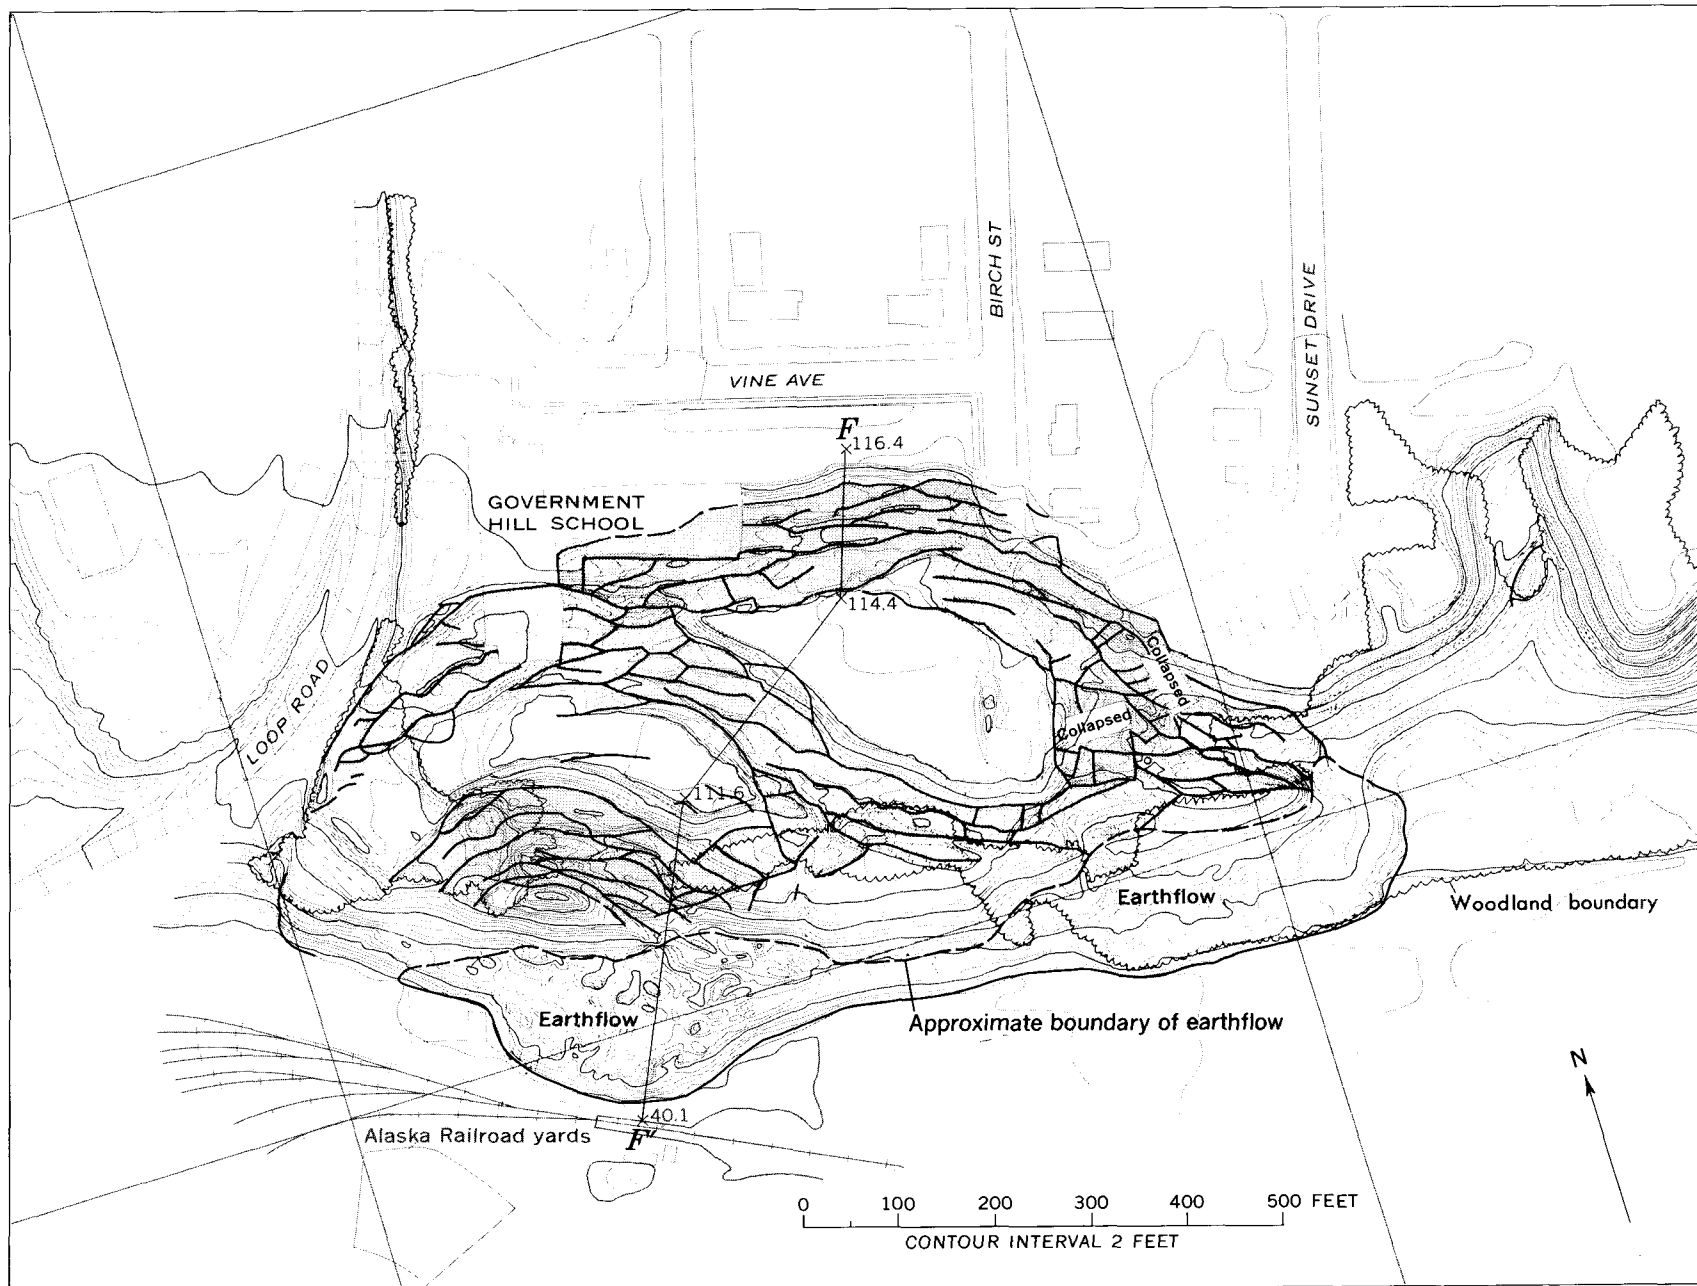 BIRCH ST
SUNSET DRIVE
VINE AVE
F
116.4
GOVERNMENT
HILL SCHOOL
114.4
Collapsed
Collapsed
LOOP ROAD
111.6
Earthflow
Woodland boundary
Earthflow
Approximate boundary of earthflow
N
40.1
Alaska Railroad yards
F′
0 100 200 300 400 500 FEET
CONTOUR INTERVAL 2 FEET